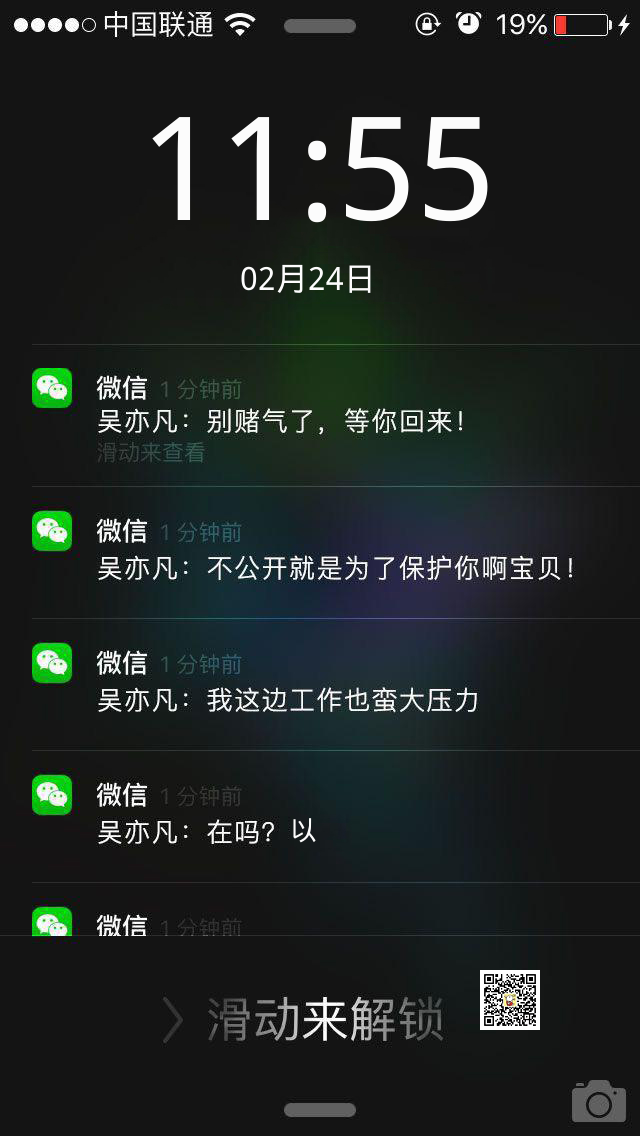 中国联通 19%
11:55
02月24日
微信 1分钟前
吴亦凡：别赌气了，等你回来！
滑动来查看
微信 1分钟前
吴亦凡：不公开就是为了保护你啊宝贝！
微信 1分钟前
吴亦凡：我这边工作也蛮大压力
微信 1分钟前
吴亦凡：在吗？以
微信 1分钟前
滑动来解锁